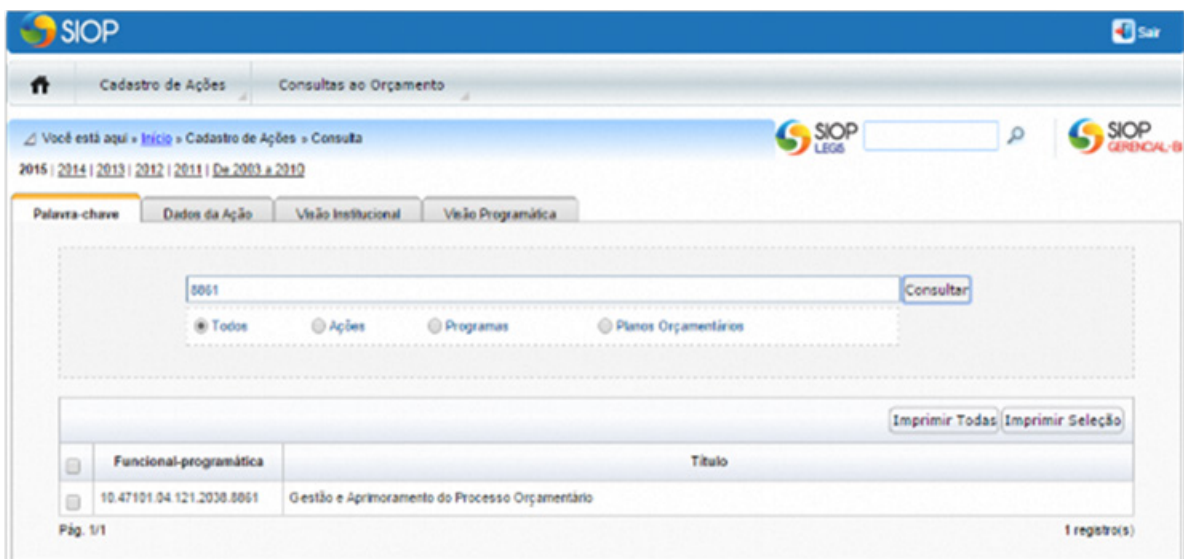 SIOP
Sair
Cadastro de Ações Consultas ao Orçamento
Você está aqui » Início » Cadastro de Ações » Consulta
SIOP LEGIS
SIOP GERENCIAL-BI
2015 | 2014 | 2013 | 2012 | 2011 | De 2003 a 2010
Palavra-chave Dados da Ação Visão Institucional Visão Programática
8861 Consultar
Todos Ações Programas Planos Orçamentários
Imprimir Todas Imprimir Seleção
Funcional-programática Título
10.47101.04.121.2038.8861 Gestão e Aprimoramento do Processo Orçamentário
Pág. 1/1 1 registro(s)